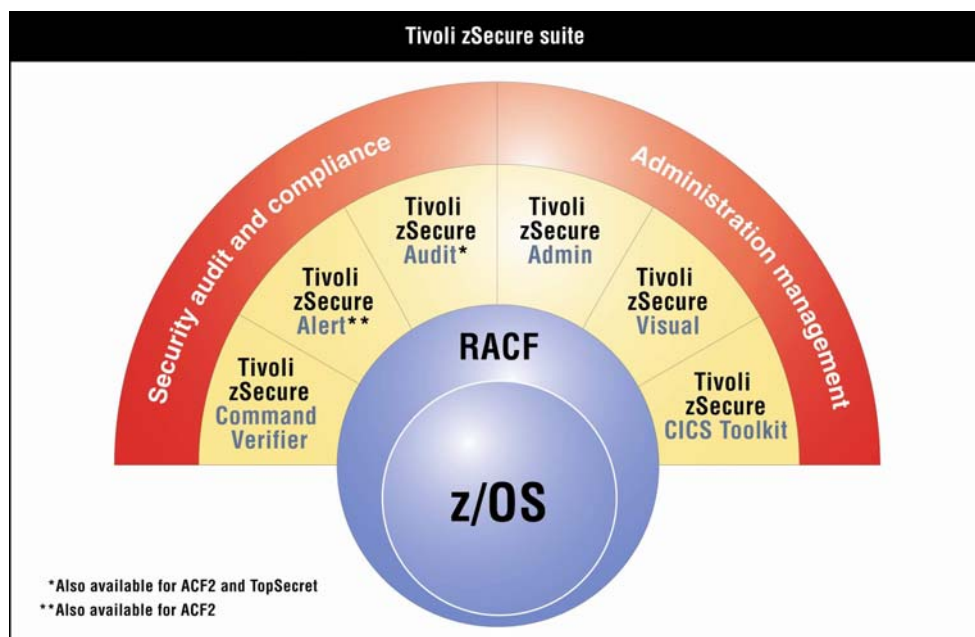 Tivoli zSecure suite
Security audit and compliance
Administration management
Tivoli
zSecure
Command
Verifier
Tivoli
zSecure
Alert**
Tivoli
zSecure
Audit*
Tivoli
zSecure
Admin
Tivoli
zSecure
Visual
Tivoli
zSecure
CICS Toolkit
RACF
z/OS
*Also available for ACF2 and TopSecret
**Also available for ACF2